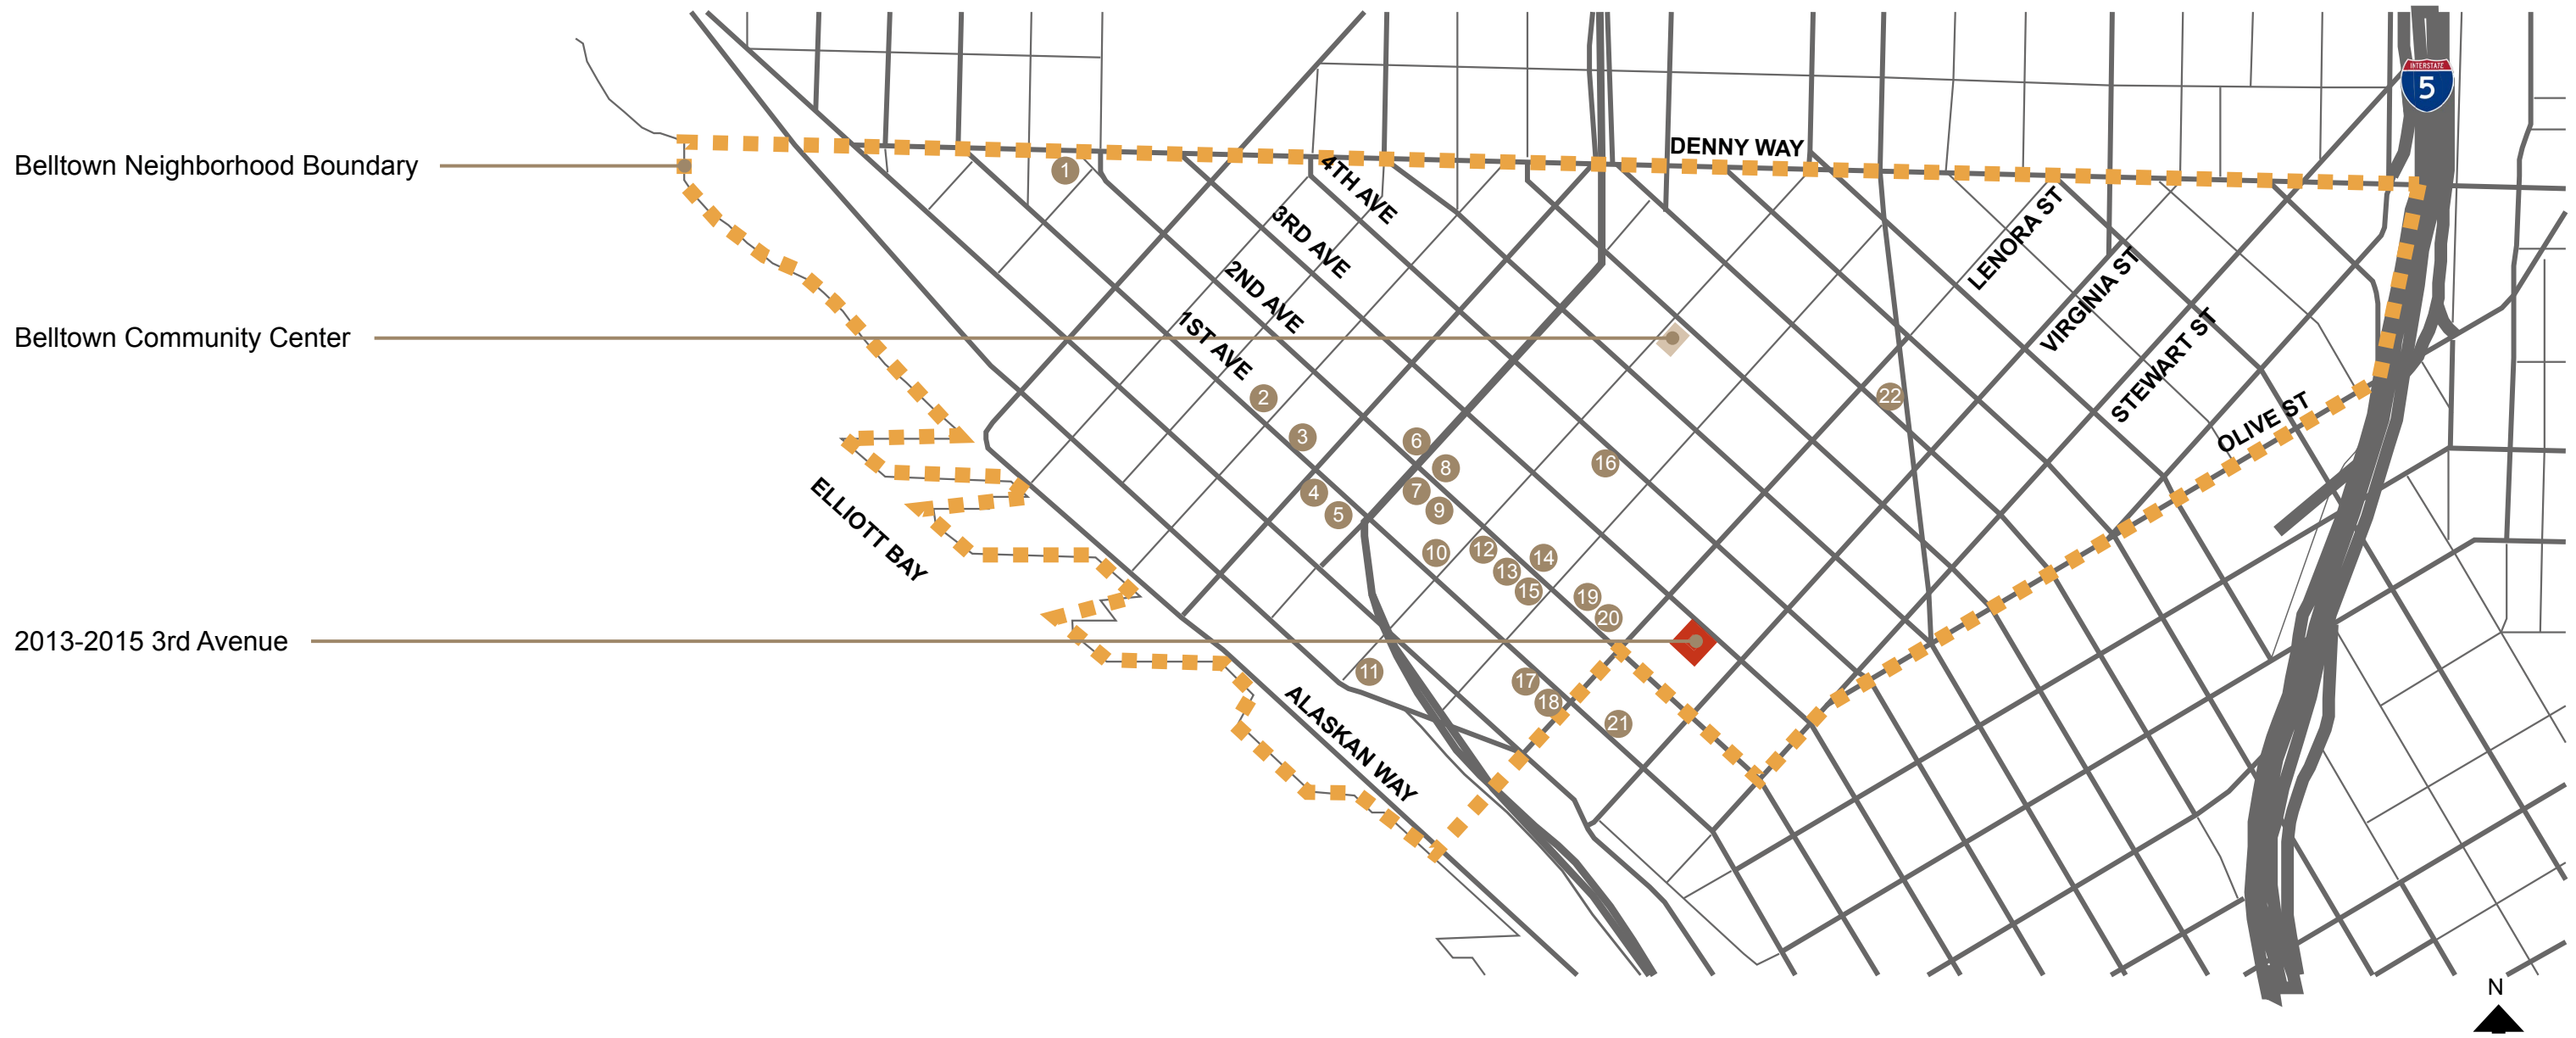 INTERSTATE
5
DENNY WAY
Belltown Neighborhood Boundary
1
4TH AVE
3RD AVE
2ND AVE
1ST AVE
LENORA ST
VIRGINIA ST
STEWART ST
OLIVE ST
Belltown Community Center
2
22
3
6
16
8
4
7
5
9
ELLIOTT BAY
10
12
14
13
15
19
20
2013-2015 3rd Avenue
11
17
18
21
ALASKAN WAY
N